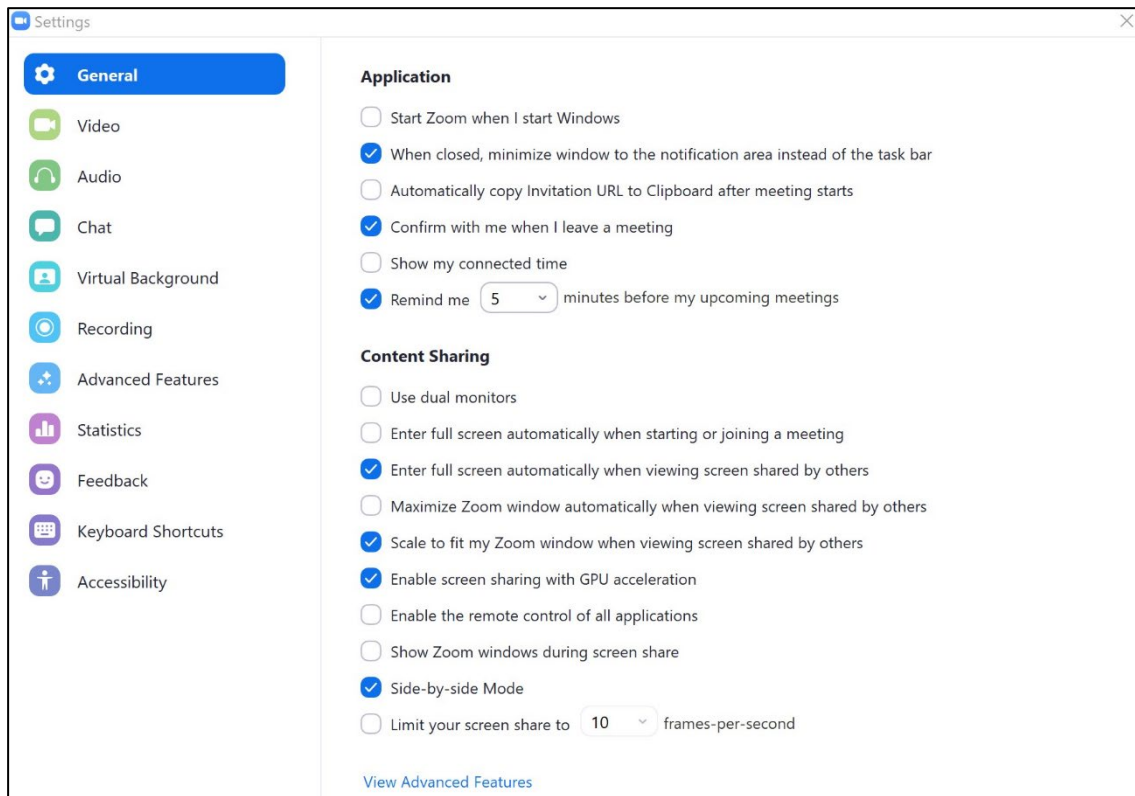 Settings
General
Video
Audio
Chat
Virtual Background
Recording
Advanced Features
Statistics
Feedback
Keyboard Shortcuts
Accessibility
Application
Start Zoom when I start Windows
When closed, minimize window to the notification area instead of the task bar
Automatically copy Invitation URL to Clipboard after meeting starts
Confirm with me when I leave a meeting
Show my connected time
Remind me 5 minutes before my upcoming meetings
Content Sharing
Use dual monitors
Enter full screen automatically when starting or joining a meeting
Enter full screen automatically when viewing screen shared by others
Maximize Zoom window automatically when viewing screen shared by others
Scale to fit my Zoom window when viewing screen shared by others
Enable screen sharing with GPU acceleration
Enable the remote control of all applications
Show Zoom windows during screen share
Side-by-side Mode
Limit your screen share to 10 frames-per-second
View Advanced Features